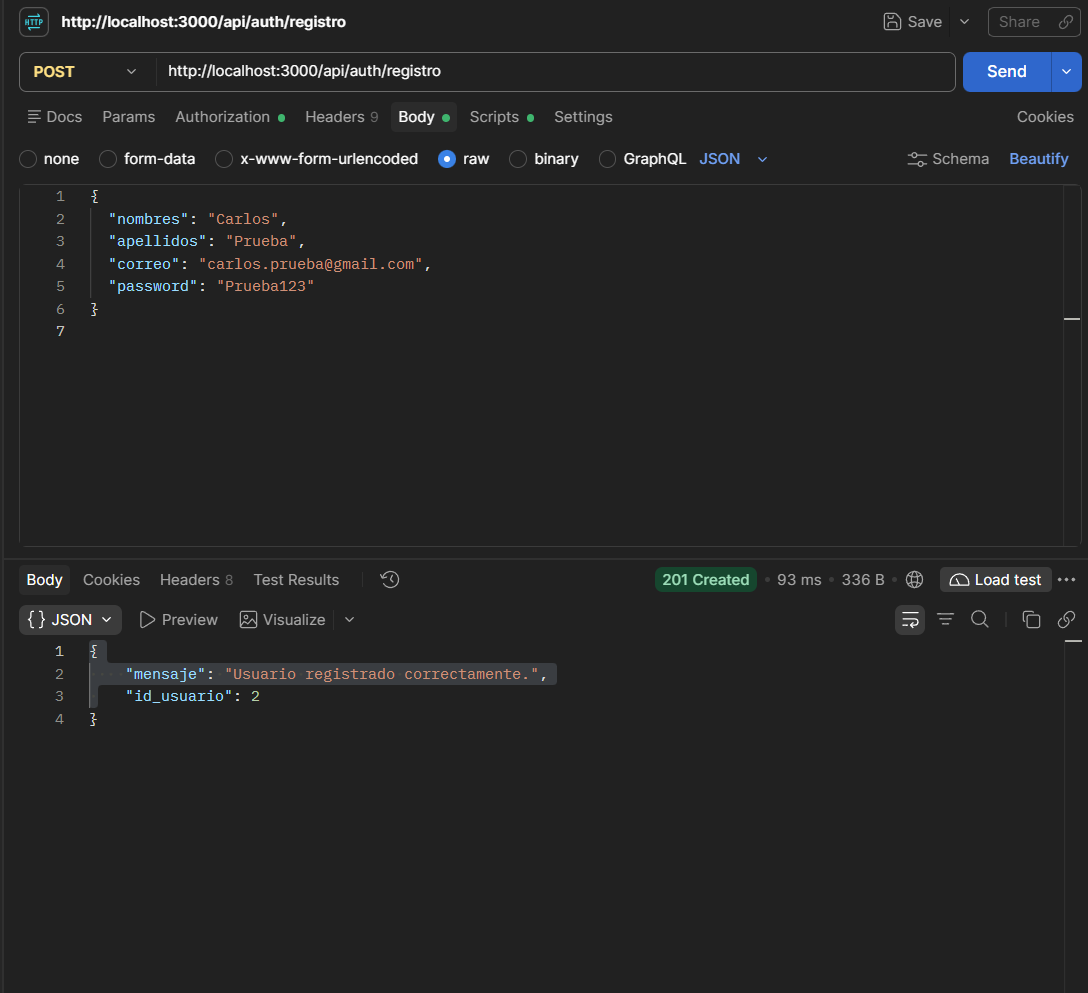 HTTP http://localhost:3000/api/auth/registro Save Share
POST http://localhost:3000/api/auth/registro Send
Docs Params Authorization Headers 9 Body Scripts Settings Cookies
none form-data x-www-form-urlencoded raw binary GraphQL JSON Schema Beautify
1 {
2 "nombres": "Carlos",
3 "apellidos": "Prueba",
4 "correo": "carlos.prueba@gmail.com",
5 "password": "Prueba123"
6 }
7
Body Cookies Headers 8 Test Results 201 Created • 93 ms • 336 B • Load test
{} JSON Preview Visualize
1 {
2 "mensaje": "Usuario registrado correctamente.",
3 "id_usuario": 2
4 }